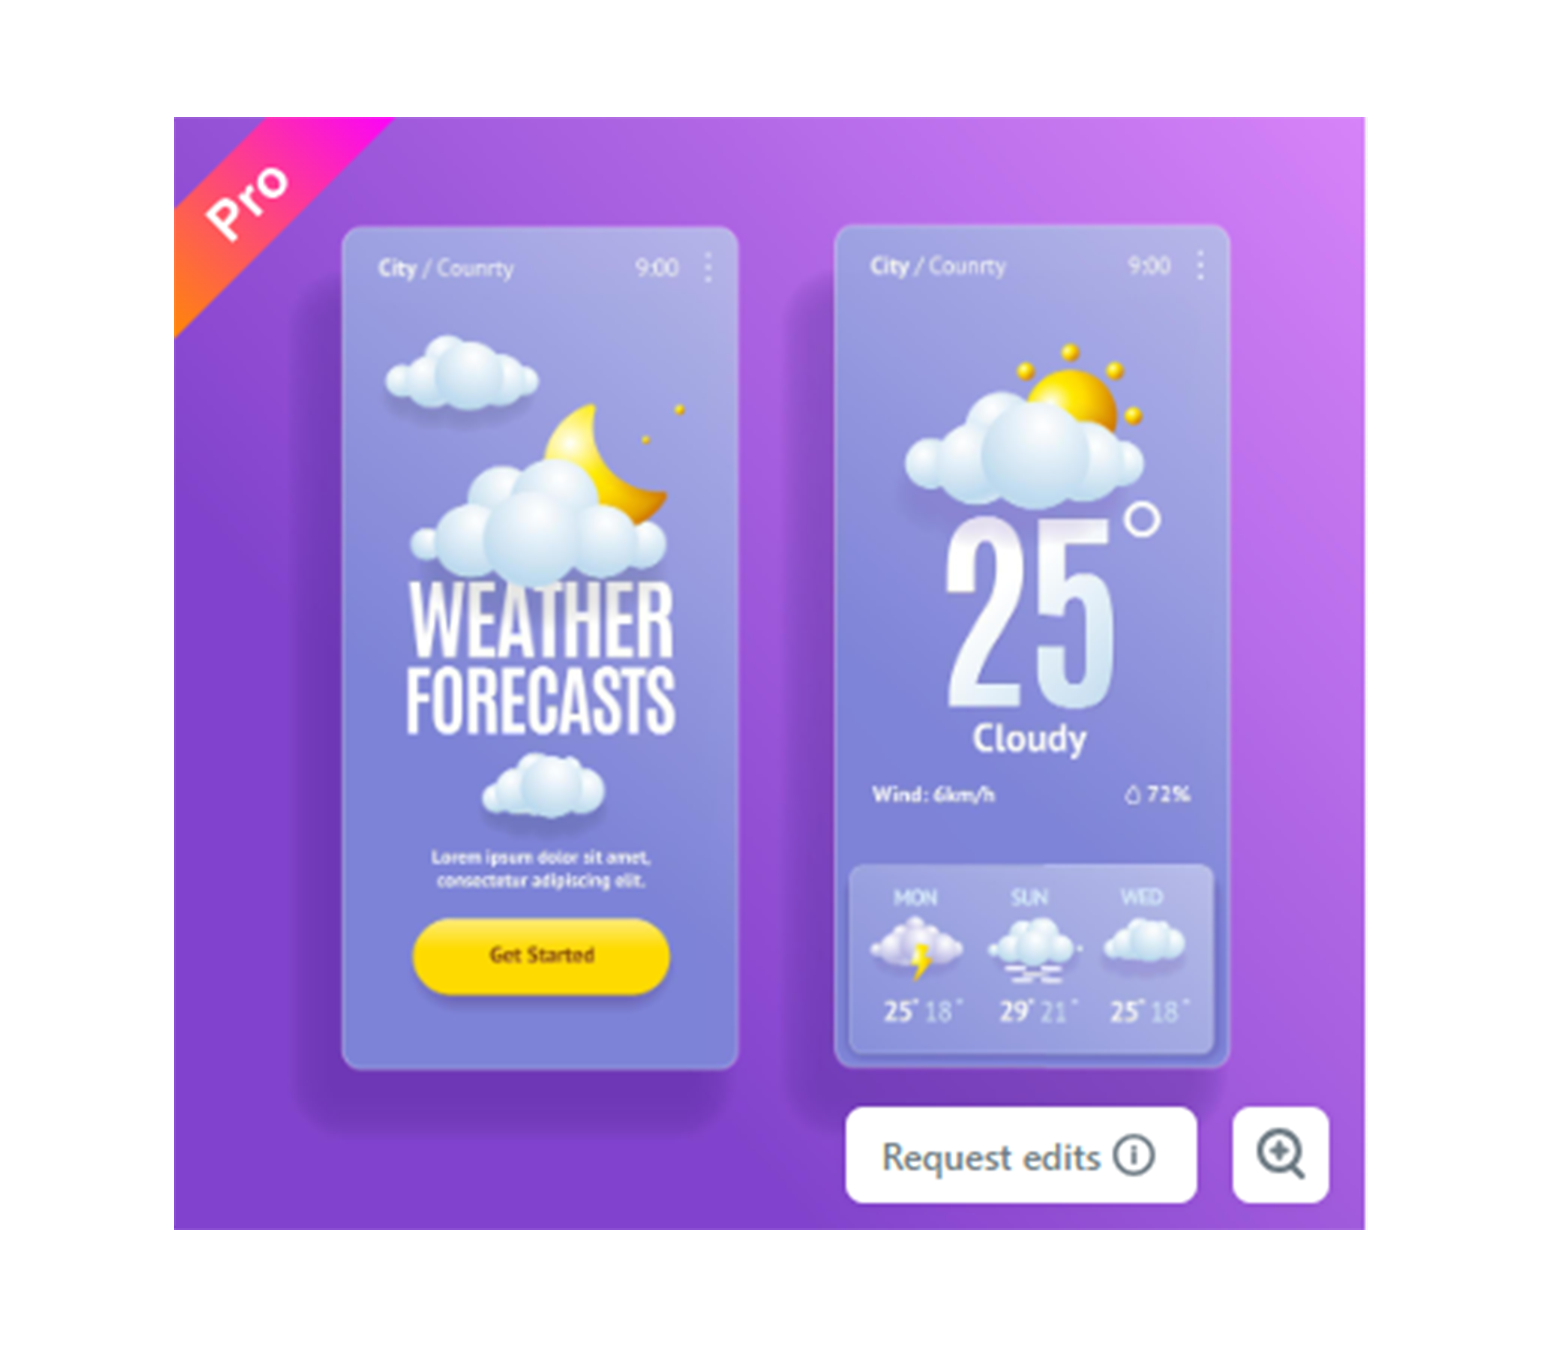 Pro
City / Counrty 9:00
WEATHER
FORECASTS
Lorem ipsum dolor sit amet,
consectetur adipiscing elit.
Get Started
City / Counrty 9:00
25°
Cloudy
Wind: 6km/h 72%
MON SUN WED
25° 18° 29° 21° 25° 18°
Request edits